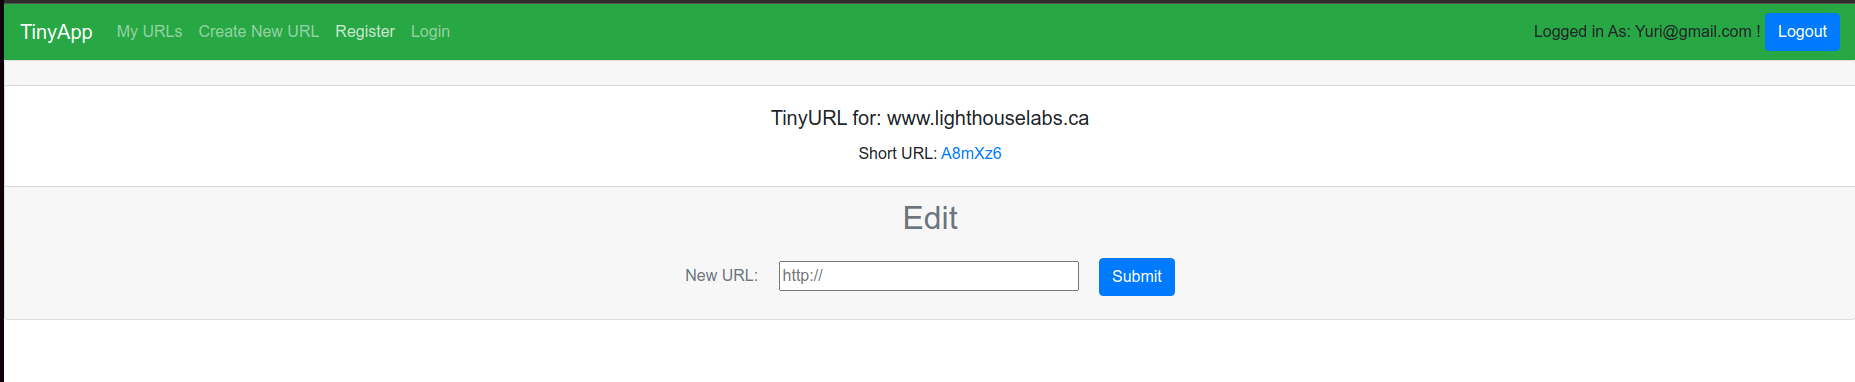 TinyApp My URLs Create New URL Register Login Logged in As: Yuri@gmail.com ! Logout
TinyURL for: www.lighthouselabs.ca
Short URL: A8mXz6
Edit
New URL: http:// Submit